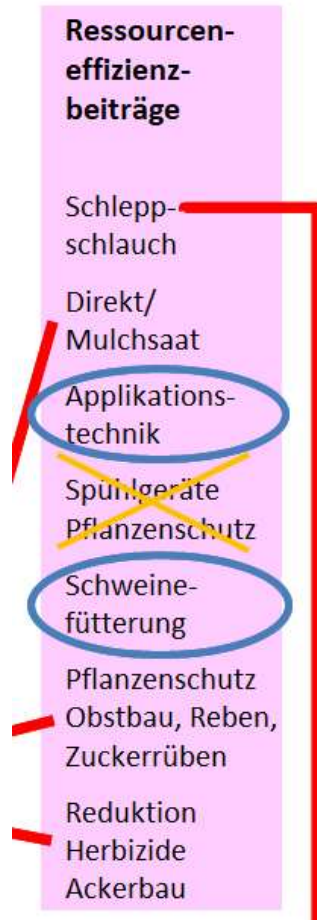 Ressourcen-
effizienz-
beiträge
Schlepp-
schlauch
Direkt/
Mulchsaat
Applikations-
technik
Spühlgeräte
Pflanzenschutz
Schweine-
fütterung
Pflanzenschutz
Obstbau, Reben,
Zuckerrüben
Reduktion
Herbizide
Ackerbau